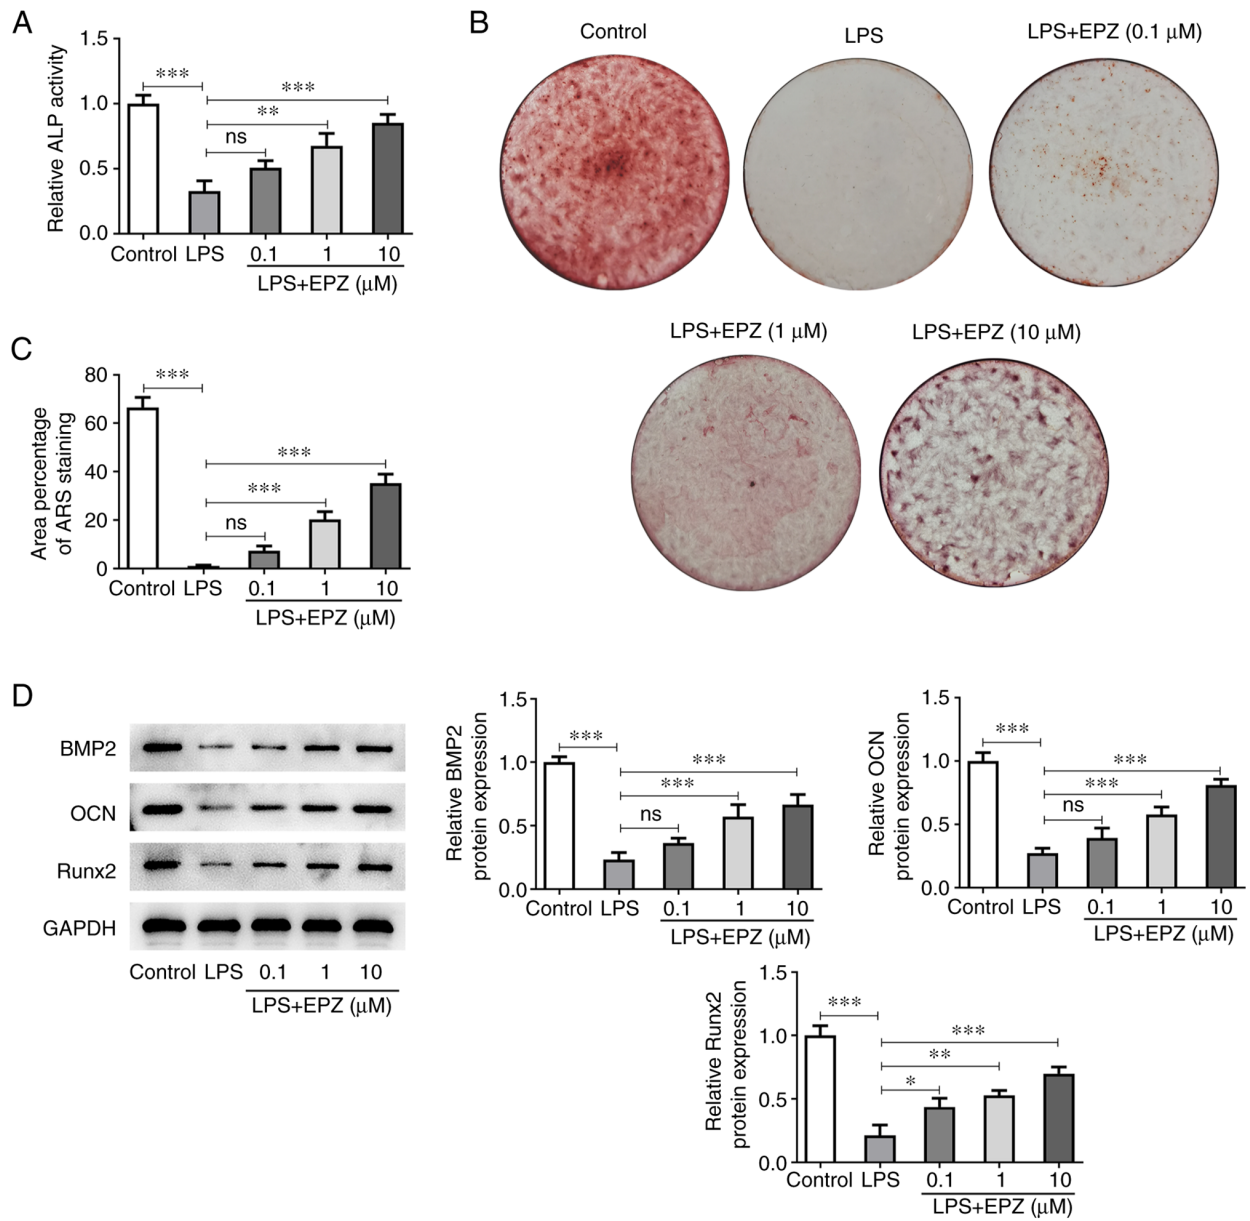 A
Relative ALP activity
1.5
1.0
0.5
0.0
***
***
**
ns
Control LPS 0.1 1 10
LPS+EPZ (μM)
B
Control
LPS
LPS+EPZ (0.1 μM)
LPS+EPZ (1 μM)
LPS+EPZ (10 μM)
C
Area percentage
of ARS staining
80
60
40
20
0
***
***
***
ns
Control LPS 0.1 1 10
LPS+EPZ (μM)
D
BMP2
OCN
Runx2
GAPDH
Control LPS 0.1 1 10
LPS+EPZ (μM)
Relative BMP2
protein expression
1.5
1.0
0.5
0.0
***
***
***
ns
Control LPS 0.1 1 10
LPS+EPZ (μM)
Relative OCN
protein expression
1.5
1.0
0.5
0.0
***
***
***
ns
Control LPS 0.1 1 10
LPS+EPZ (μM)
Relative Runx2
protein expression
1.5
1.0
0.5
0.0
***
***
**
*
Control LPS 0.1 1 10
LPS+EPZ (μM)